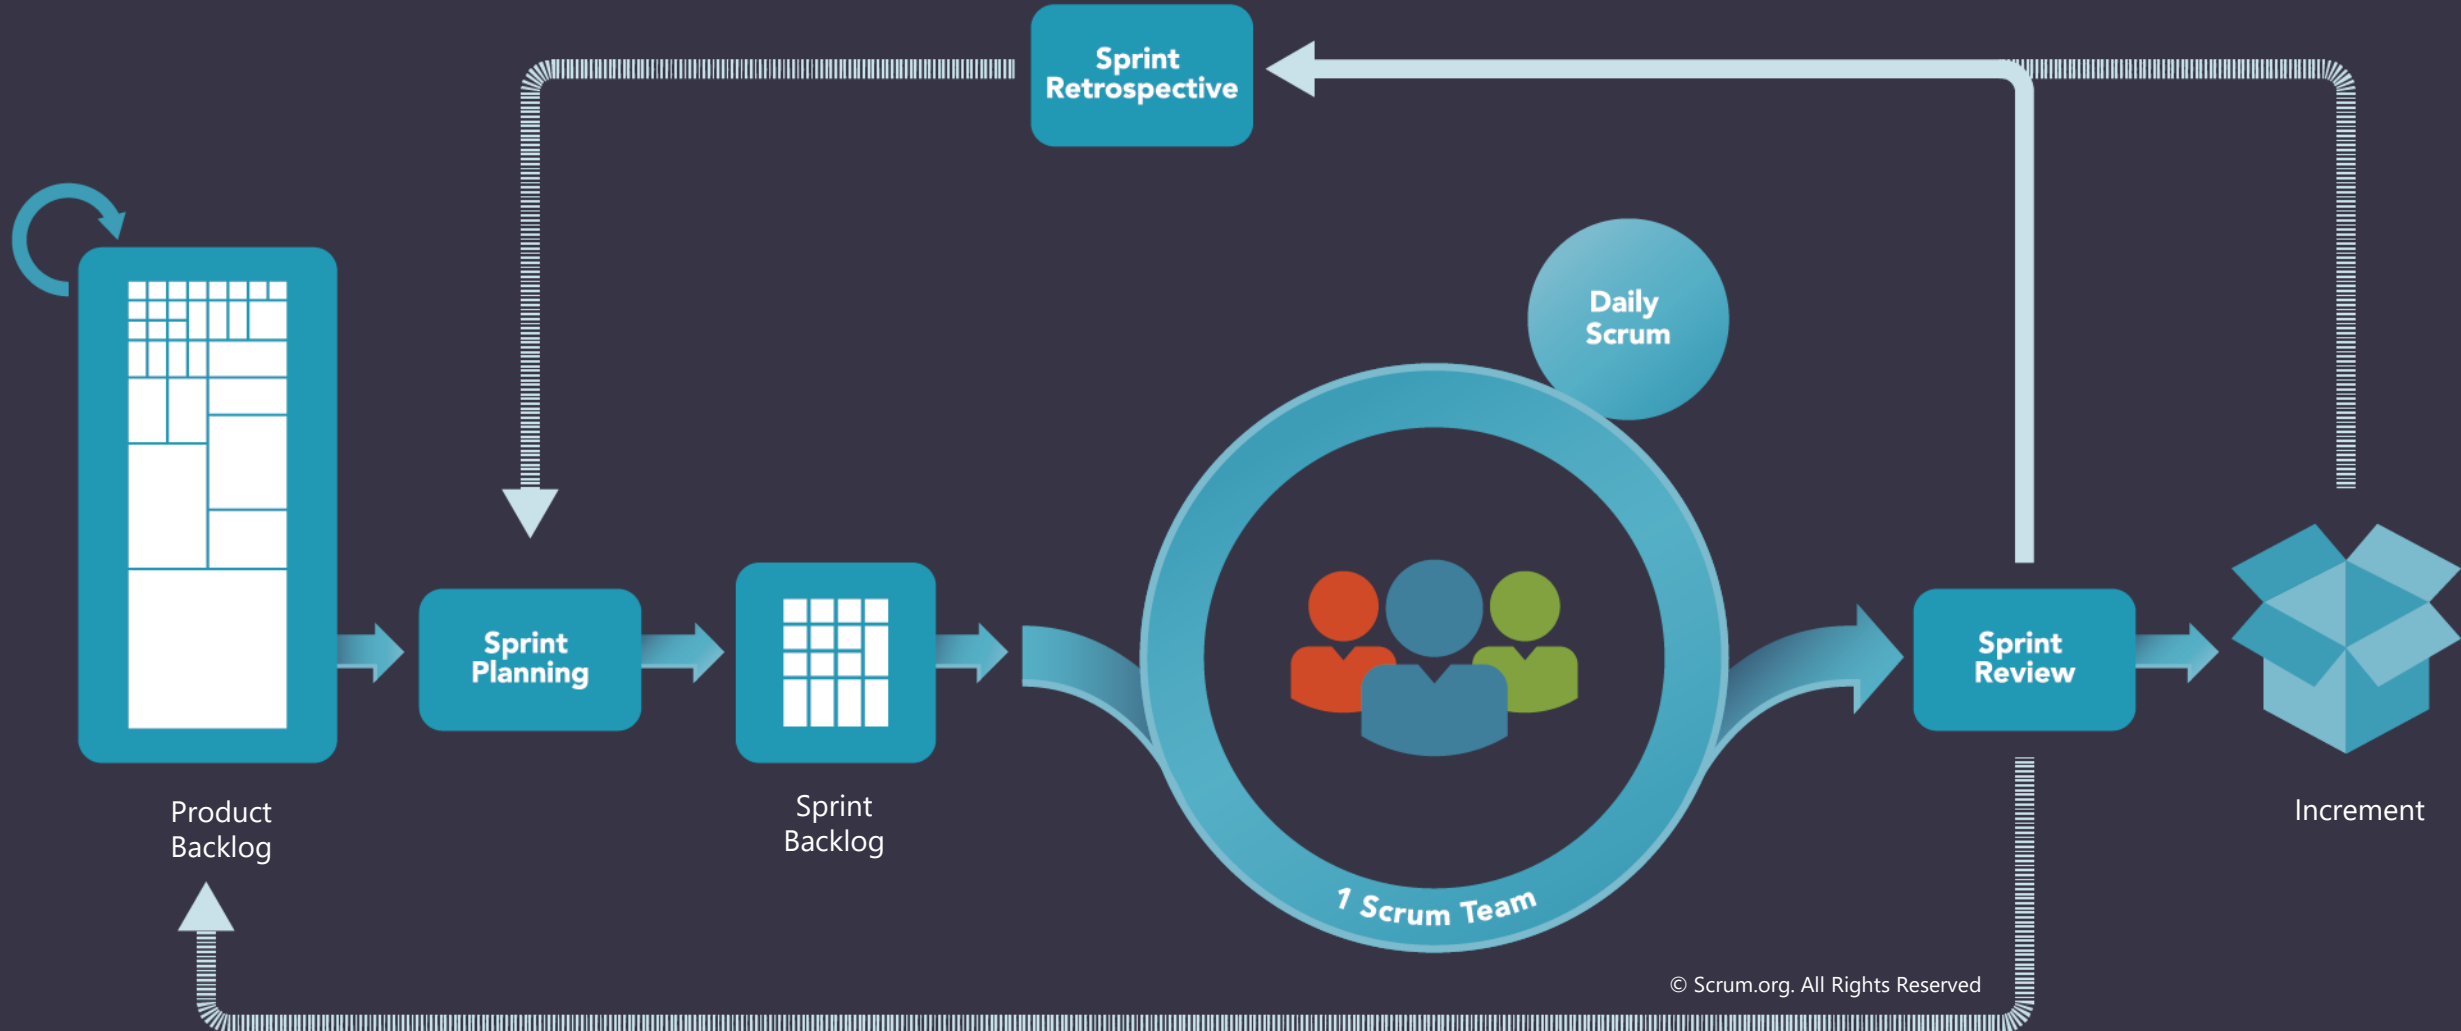 Sprint
Retrospective
Daily
Scrum
Sprint
Planning
Sprint
Review
Product
Backlog
Sprint
Backlog
Increment
1 Scrum Team
© Scrum.org. All Rights Reserved